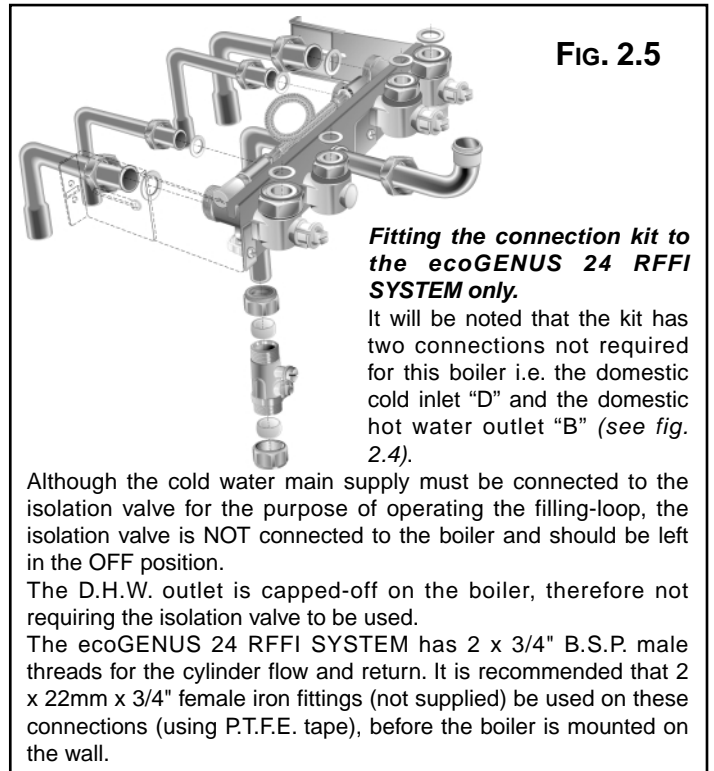 FIG. 2.5
Fitting the connection kit to
the ecoGENUS 24 RFFI
SYSTEM only.
It will be noted that the kit has
two connections not required
for this boiler i.e. the domestic
cold inlet “D” and the domestic
hot water outlet “B” (see fig.
2.4).
Although the cold water main supply must be connected to the
isolation valve for the purpose of operating the filling-loop, the
isolation valve is NOT connected to the boiler and should be left
in the OFF position.
The D.H.W. outlet is capped-off on the boiler, therefore not
requiring the isolation valve to be used.
The ecoGENUS 24 RFFI SYSTEM has 2 x 3/4" B.S.P. male
threads for the cylinder flow and return. It is recommended that 2
x 22mm x 3/4" female iron fittings (not supplied) be used on these
connections (using P.T.F.E. tape), before the boiler is mounted on
the wall.